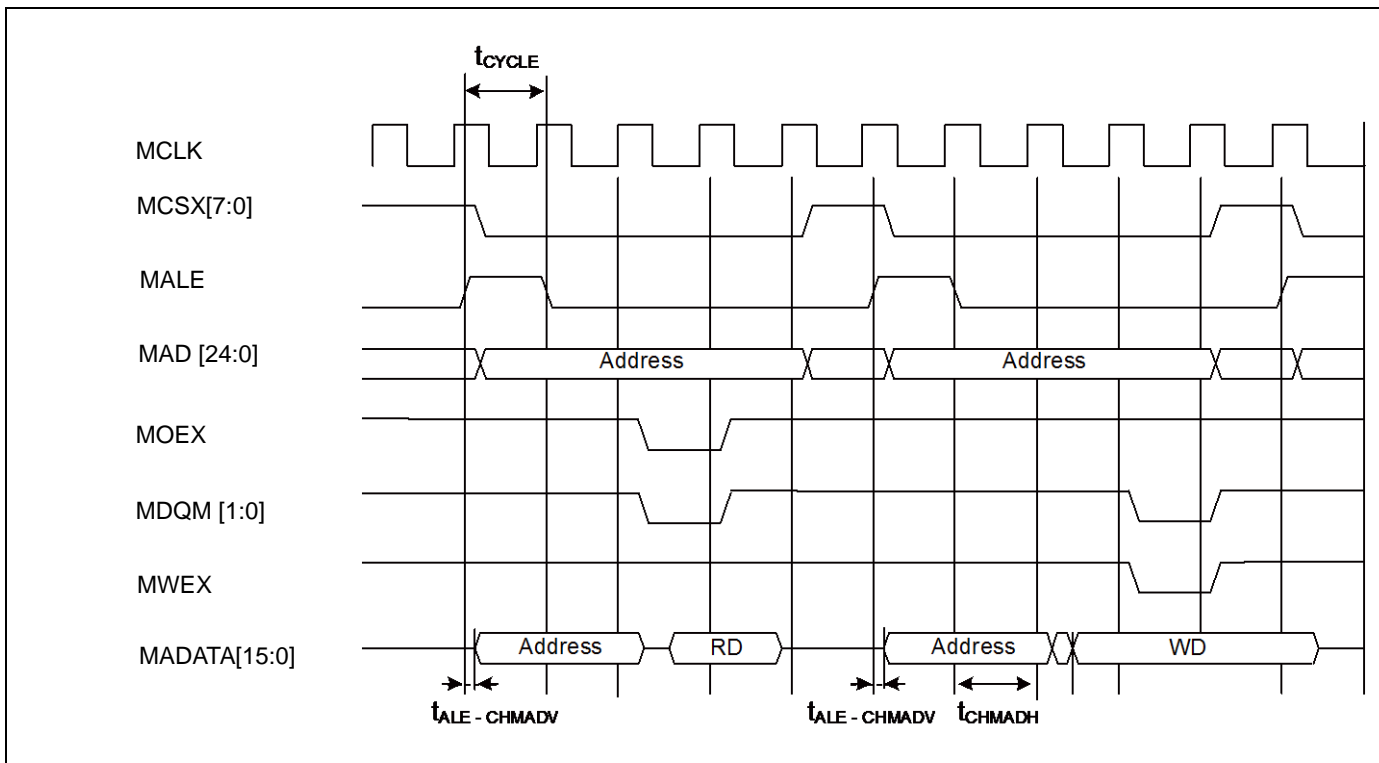 tCYCLE
MCLK
MCSX[7:0]
MALE
MAD [24:0]
Address
Address
MOEX
MDQM [1:0]
MWEX
MADATA[15:0]
Address
RD
Address
WD
tALE - CHMADV
tALE - CHMADV
tCHMADH